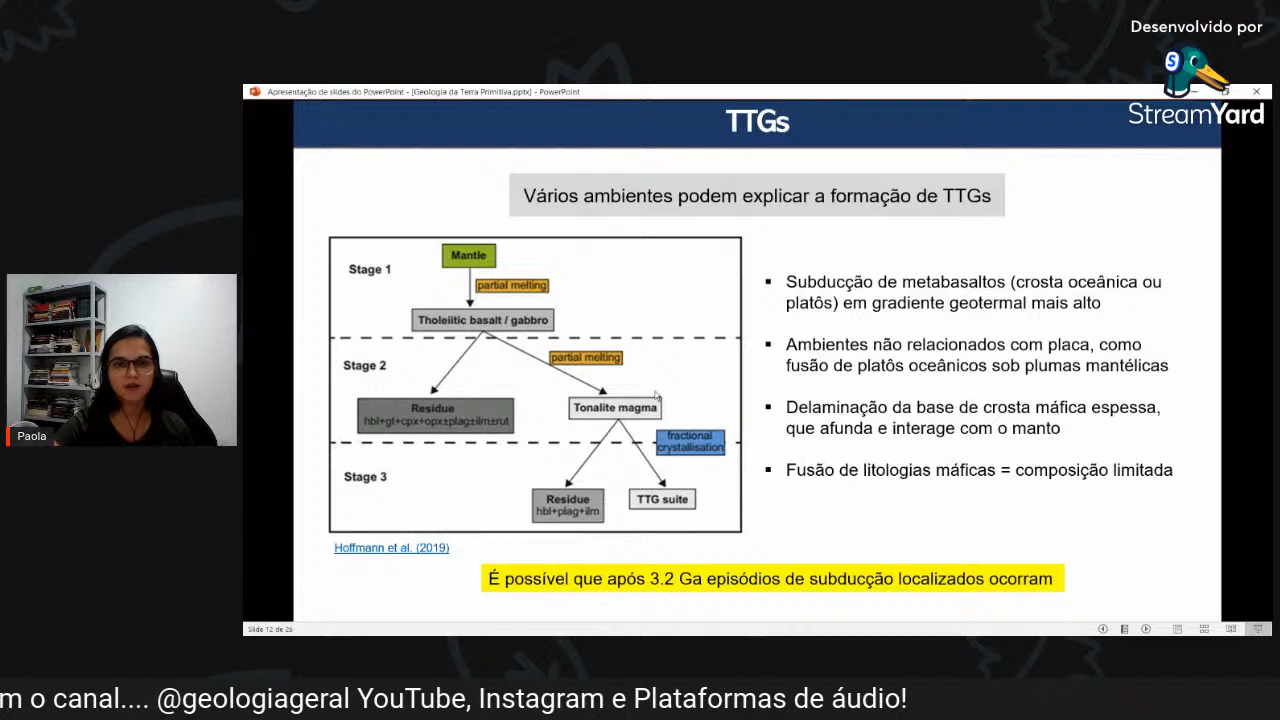 Desenvolvido por
S
StreamYard
Apresentação de slides do PowerPoint - [Geologia da Terra Primitiva.pptx] - PowerPoint
TTGs
Vários ambientes podem explicar a formação de TTGs
Stage 1
Mantle
partial melting
Tholeiitic basalt / gabbro
Stage 2
partial melting
Residue
hbl+gt+cpx+opx±plag±ilm±rut
Tonalite magma
fractional
crystallisation
Stage 3
Residue
hbl+plag+ilm
TTG suite
Hoffmann et al. (2019)
▪ Subducção de metabasaltos (crosta oceânica ou
platôs) em gradiente geotermal mais alto
▪ Ambientes não relacionados com placa, como
fusão de platôs oceânicos sob plumas mantélicas
▪ Delaminação da base de crosta máfica espessa,
que afunda e interage com o manto
▪ Fusão de litologias máficas = composição limitada
É possível que após 3.2 Ga episódios de subducção localizados ocorram
Slide 12 de 26
Paola
m o canal.... @geologiageral YouTube, Instagram e Plataformas de áudio!